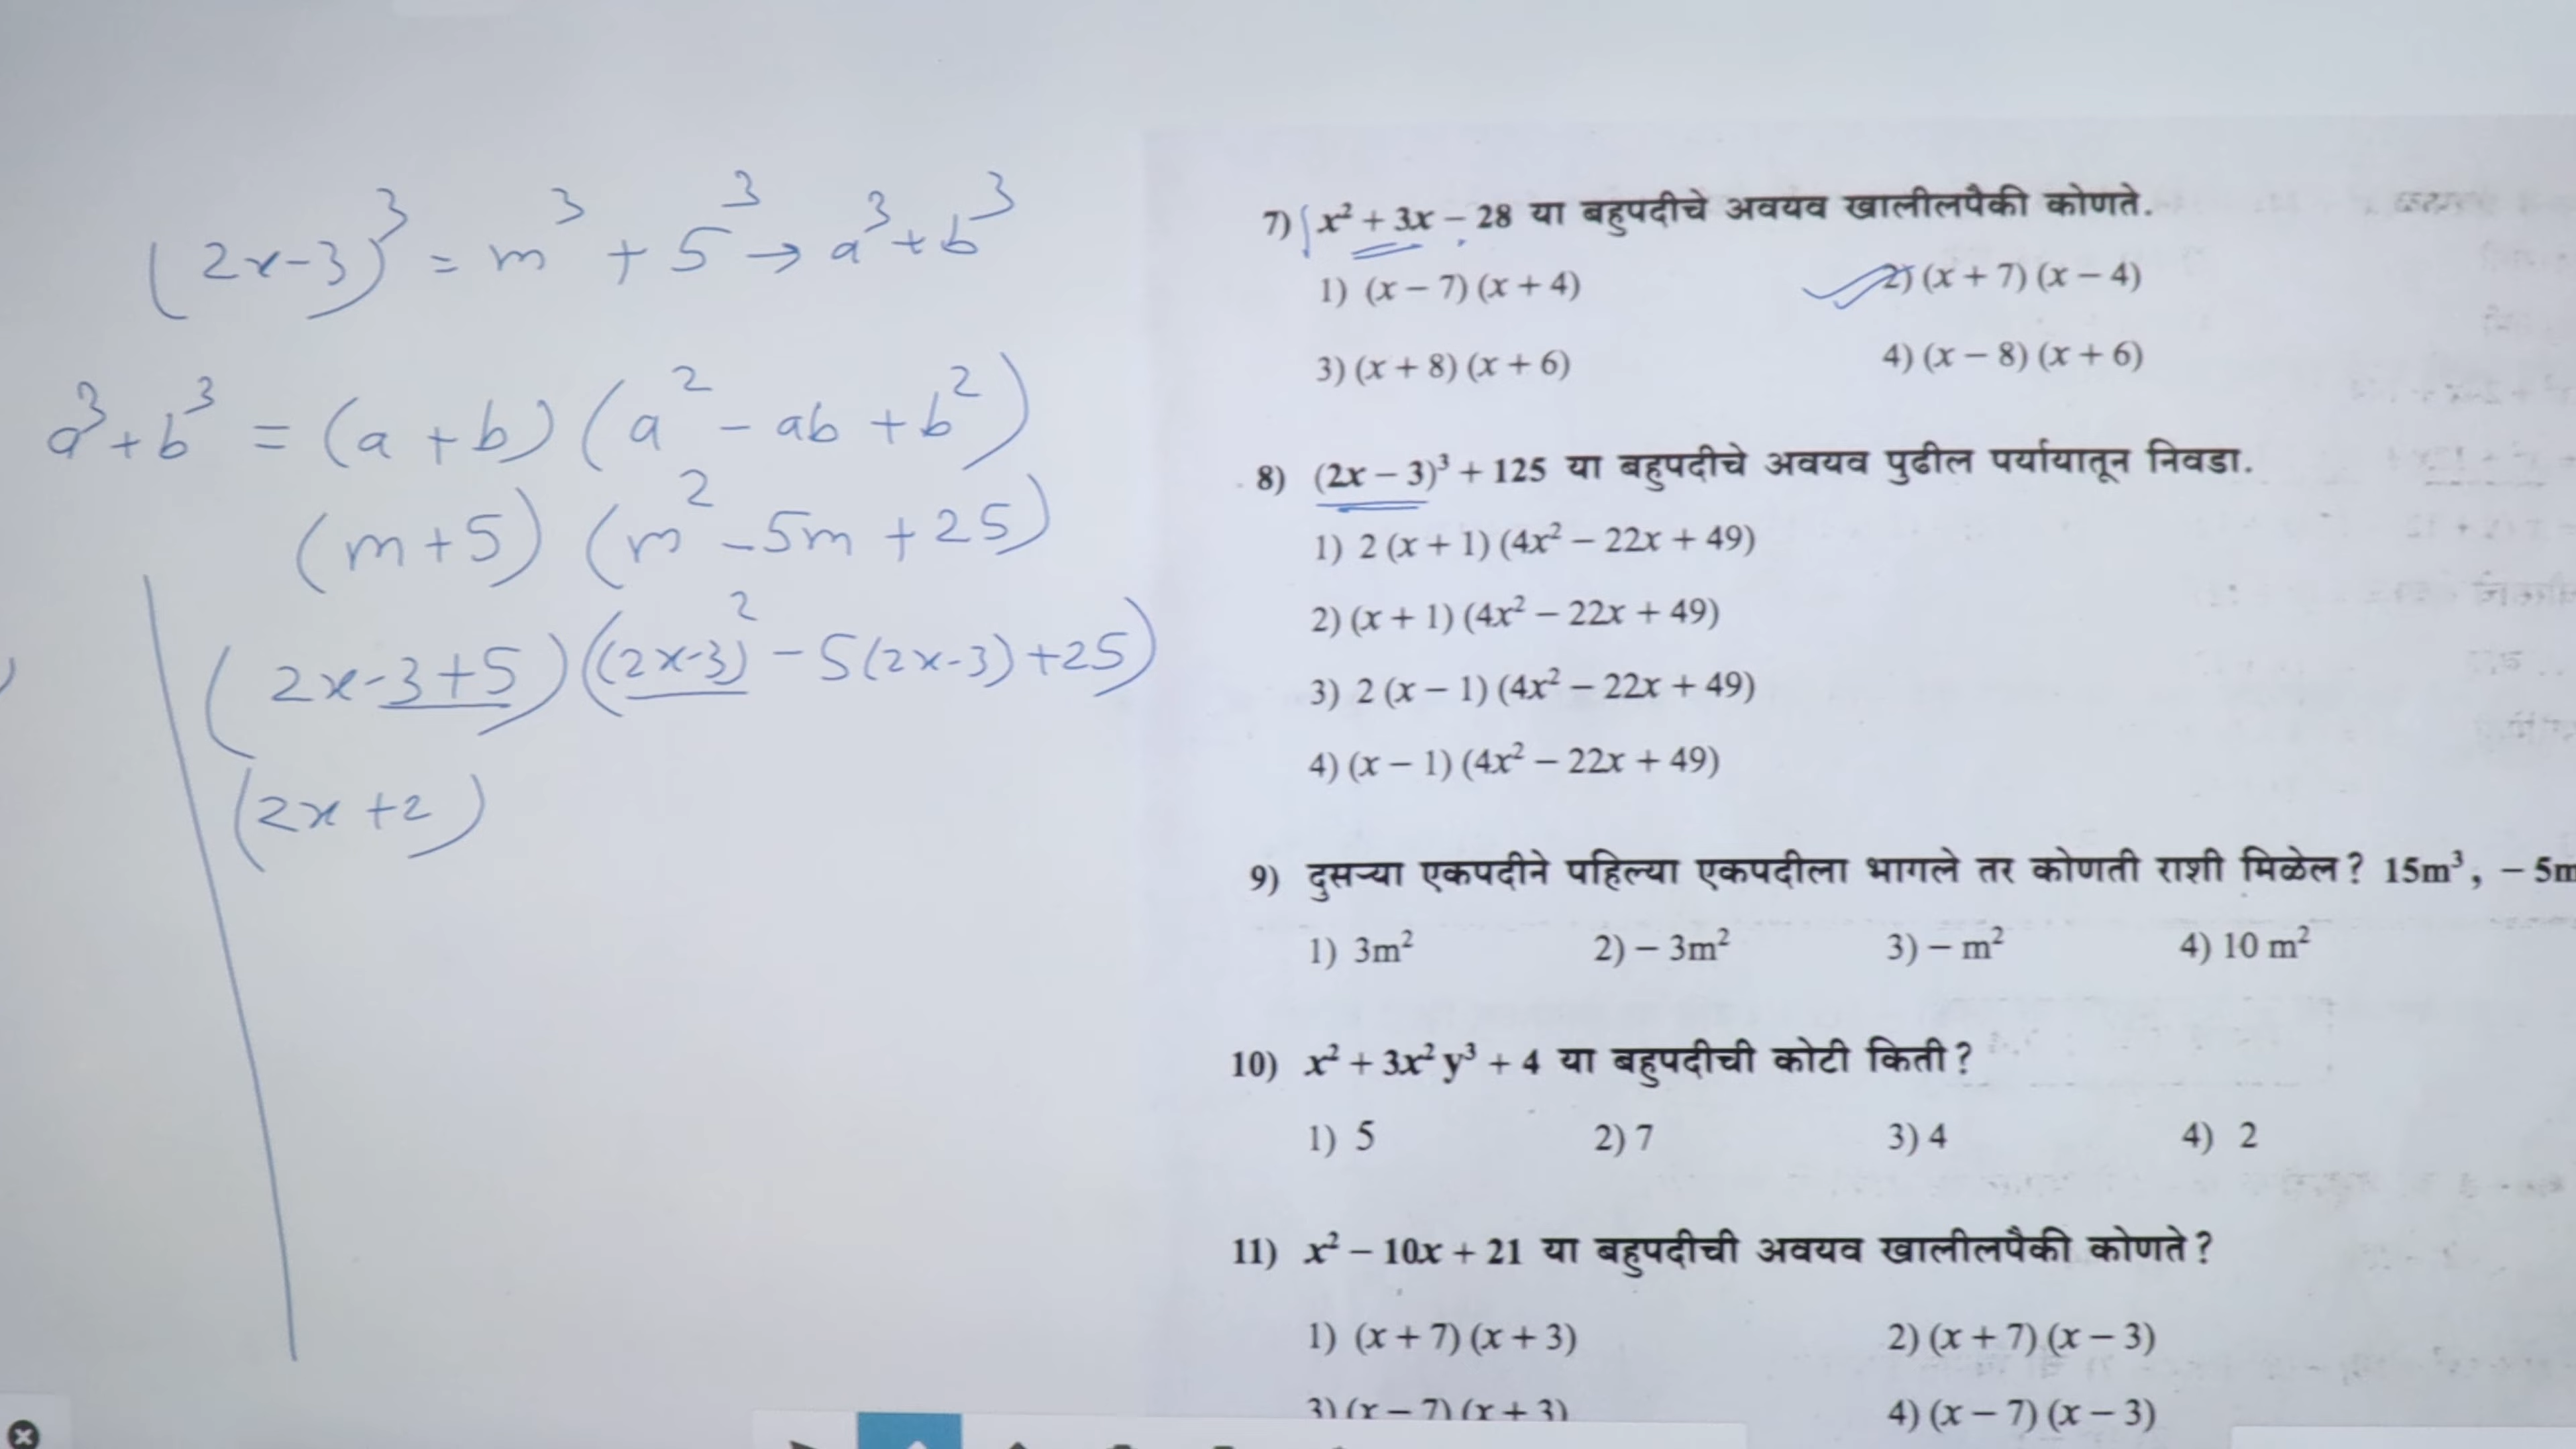 (2x-3)³ = m³ + 5³ → a³+b³
a³+b³ = (a+b)(a²-ab+b²)
(m+5) (m²-5m+25)
(2x-3+5)((2x-3)²-5(2x-3)+25)
(2x+2)
7) x² + 3x – 28 या बहुपदीचे अवयव खालीलपैकी कोणते.
1) (x – 7) (x + 4) 2) (x + 7) (x – 4)
3) (x + 8) (x + 6) 4) (x – 8) (x + 6)
8) (2x – 3)³ + 125 या बहुपदीचे अवयव पुढील पर्यायातून निवडा.
1) 2 (x + 1) (4x² – 22x + 49)
2) (x + 1) (4x² – 22x + 49)
3) 2 (x – 1) (4x² – 22x + 49)
4) (x – 1) (4x² – 22x + 49)
9) दुसऱ्या एकपदीने पहिल्या एकपदीला भागले तर कोणती राशी मिळेल? 15m³, – 5m
1) 3m² 2) – 3m² 3) – m² 4) 10 m²
10) x² + 3x² y³ + 4 या बहुपदीची कोटी किती?
1) 5 2) 7 3) 4 4) 2
11) x² – 10x + 21 या बहुपदीची अवयव खालीलपैकी कोणते?
1) (x + 7) (x + 3) 2) (x + 7) (x – 3)
3) (x – 7) (x + 3) 4) (x – 7) (x – 3)